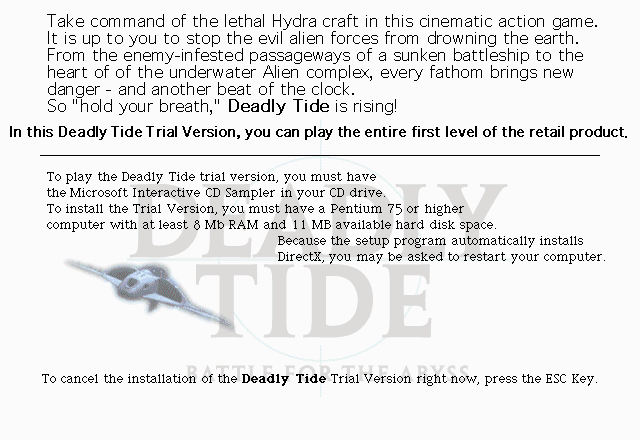 Take command of the lethal Hydra craft in this cinematic action game.
It is up to you to stop the evil alien forces from drowning the earth.
From the enemy-infested passageways of a sunken battleship to the
heart of of the underwater Alien complex, every fathom brings new
danger - and another beat of the clock.
So "hold your breath," Deadly Tide is rising!
In this Deadly Tide Trial Version, you can play the entire first level of the retail product.
To play the Deadly Tide trial version, you must have
the Microsoft Interactive CD Sampler in your CD drive.
To install the Trial Version, you must have a Pentium 75 or higher
computer with at least 8 Mb RAM and 11 MB available hard disk space.
Because the setup program automatically installs
DirectX, you may be asked to restart your computer.
DEADLY
TIDE
BATTLE FOR THE ABYSS
To cancel the installation of the Deadly Tide Trial Version right now, press the ESC Key.